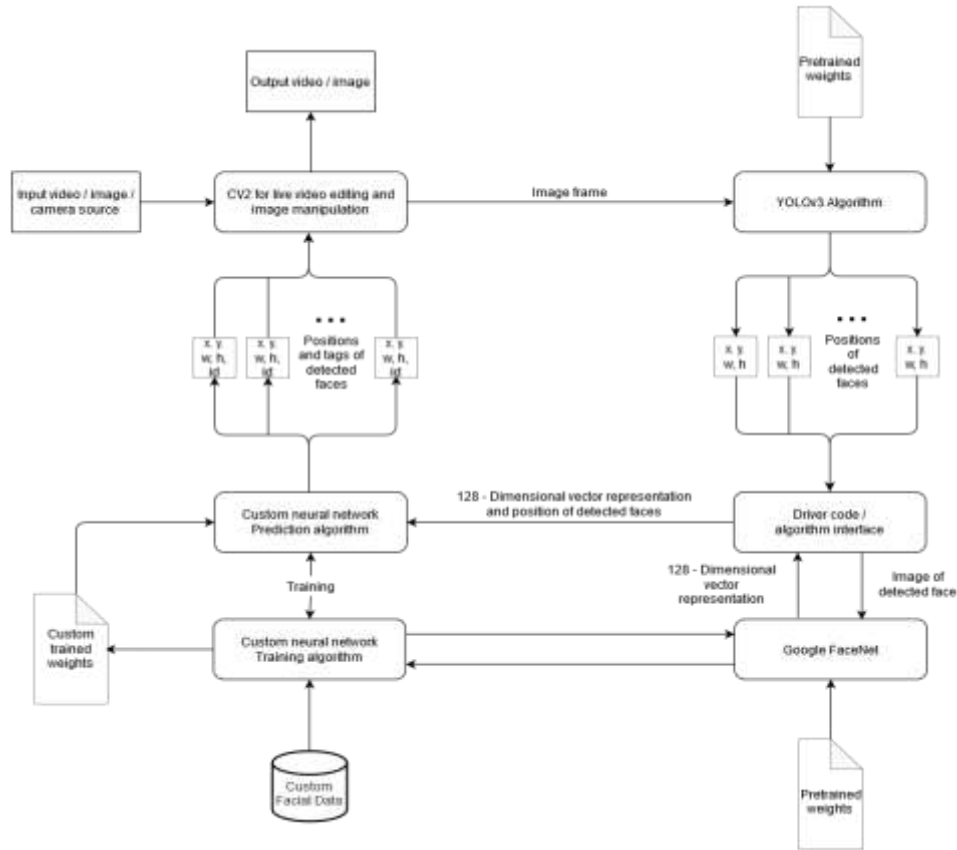 Pretrained
weights
Output video / image
Input video / image /
camera source
CV2 for live video editing and
image manipulation
Image frame
YOLOv3 Algorithm
x, y,
w, h,
id
x, y,
w, h,
id
...
Positions
and tags of
detected
faces
x, y,
w, h,
id
x, y,
w, h
x, y,
w, h
...
Positions
of
detected
faces
x, y,
w, h
Custom neural network
Prediction algorithm
128 - Dimensional vector representation
and position of detected faces
Driver code /
algorithm interface
Training
128 - Dimensional
vector
representation
Image of
detected face
Custom
trained
weights
Custom neural network
Training algorithm
Google FaceNet
Custom
Facial Data
Pretrained
weights